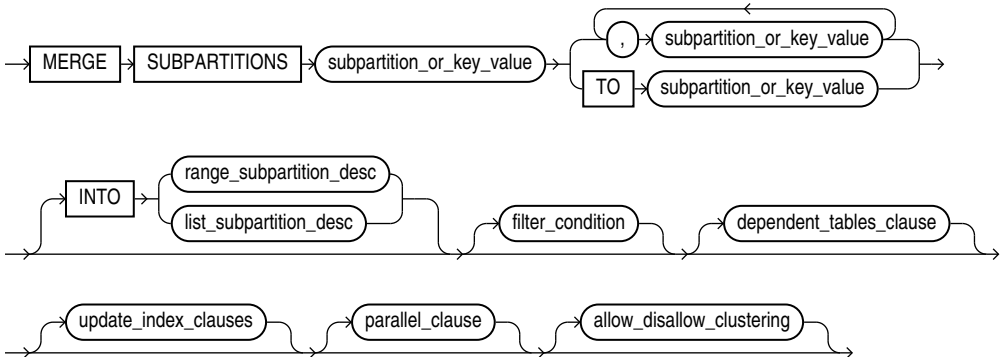 , subpartition_or_key_value
MERGE SUBPARTITIONS subpartition_or_key_value
TO subpartition_or_key_value
range_subpartition_desc
INTO
list_subpartition_desc filter_condition dependent_tables_clause
update_index_clauses parallel_clause allow_disallow_clustering